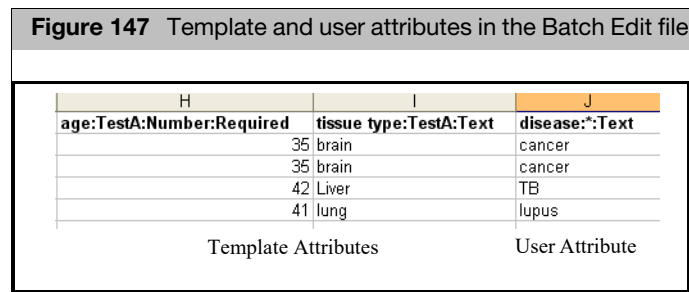 Figure 147 Template and user attributes in the Batch Edit file
H I J
age:TestA:Number:Required tissue type:TestA:Text disease:*:Text
35 brain cancer
35 brain cancer
42 Liver TB
41 lung lupus
Template Attributes User Attribute